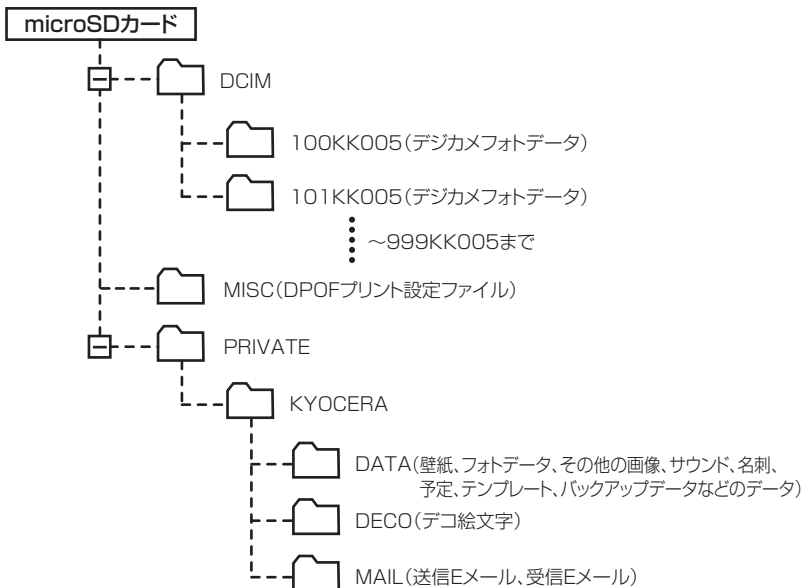 microSDカード
DCIM
100KK005(デジカメフォトデータ)
101KK005(デジカメフォトデータ)
～999KK005まで
MISC(DPOFプリント設定ファイル)
PRIVATE
KYOCERA
DATA(壁紙、フォトデータ、その他の画像、サウンド、名刺、
予定、テンプレート、バックアップデータなどのデータ)
DECO(デコ絵文字)
MAIL(送信Eメール、受信Eメール)